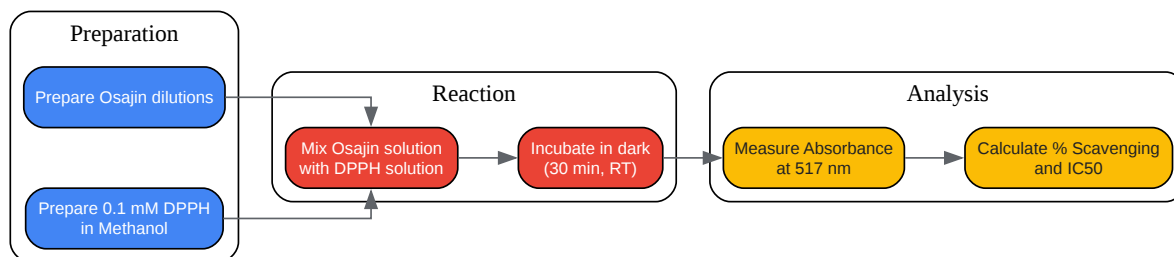 Preparation
Prepare Osajin dilutions
Prepare 0.1 mM DPPH
in Methanol
Reaction
Mix Osajin solution
with DPPH solution
Incubate in dark
(30 min, RT)
Analysis
Measure Absorbance
at 517 nm
Calculate % Scavenging
and IC50